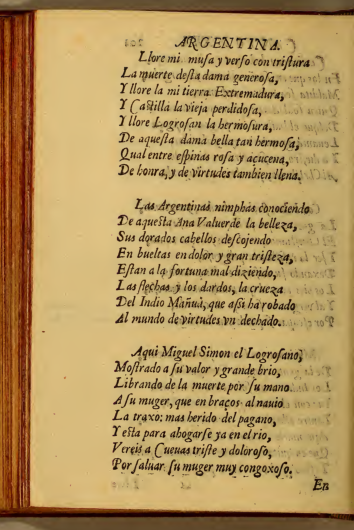 ARGENTINA.
Llore mi musa y verso con tristura
La muerte desta dama generosa,
Y llore la mi tierra Extremadura,
Y Castilla la vieja perdidosa,
Y llore Logrosan la hermosura,
De aquesta dama bella tan hermosa,
Qual entre espinas rosa y açucena,
De honra, y de virtudes tambien llena.
Las Argentinas nimphas conociendo
De aquesta Ana Valuerde la belleza,
Sus dorados cabellos descojendo
En bueltas en dolor y gran tristeza,
Estan a la fortuna mal diziendo,
Las flechas y los dardos, la crueza
Del Indio Mañuà, que assi ha robado
Al mundo de virtudes vn dechado.
Aqui Miguel Simon el Logrosano,
Mostrado a su valor y grande brio,
Librando de la muerte por su mano
A su muger, que en braços al nauio
La traxo: mas herido del pagano,
Y esta para ahogarse ya en el rio,
Vereis a Cueuas triste y doloroso,
Por saluar su muger muy congoxoso.
En